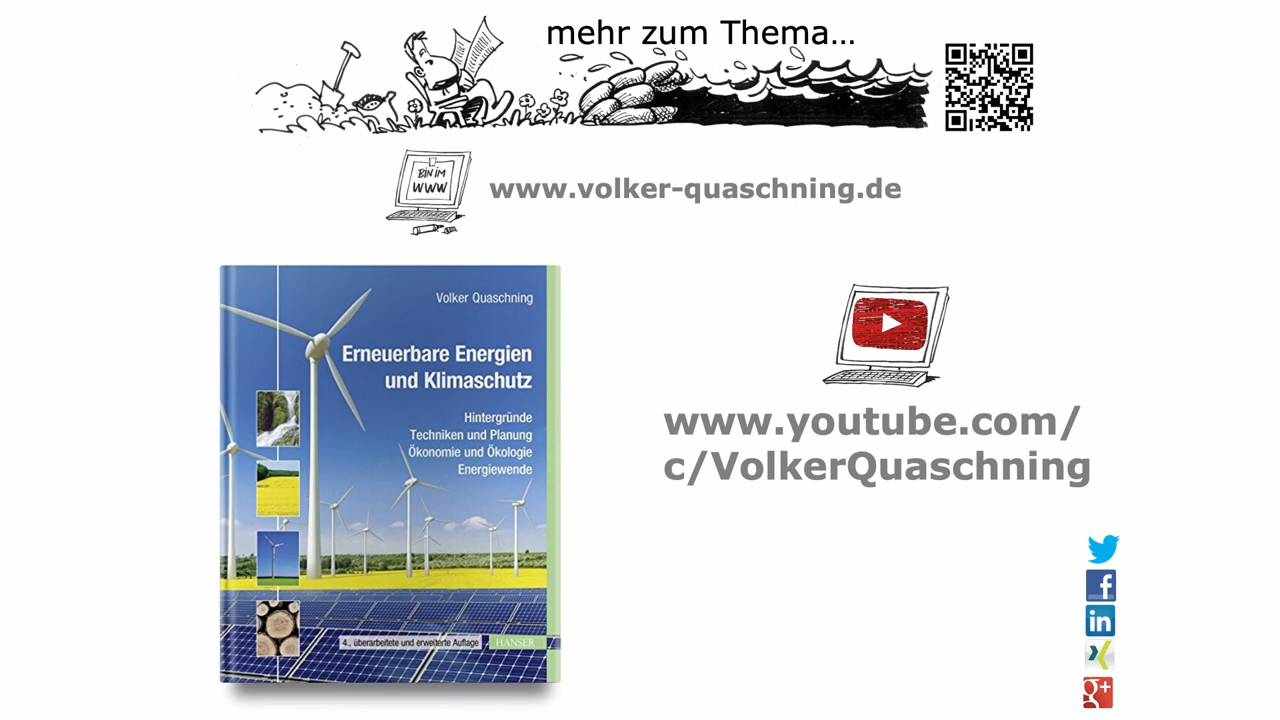 mehr zum Thema…
BIN IM
WWW
www.volker-quaschning.de
Volker Quaschning
Erneuerbare Energien
und Klimaschutz
Hintergründe
Techniken und Planung
Ökonomie und Ökologie
Energiewende
4., überarbeitete und erweiterte Auflage
HANSER
www.youtube.com/
c/VolkerQuaschning
f
in
g+